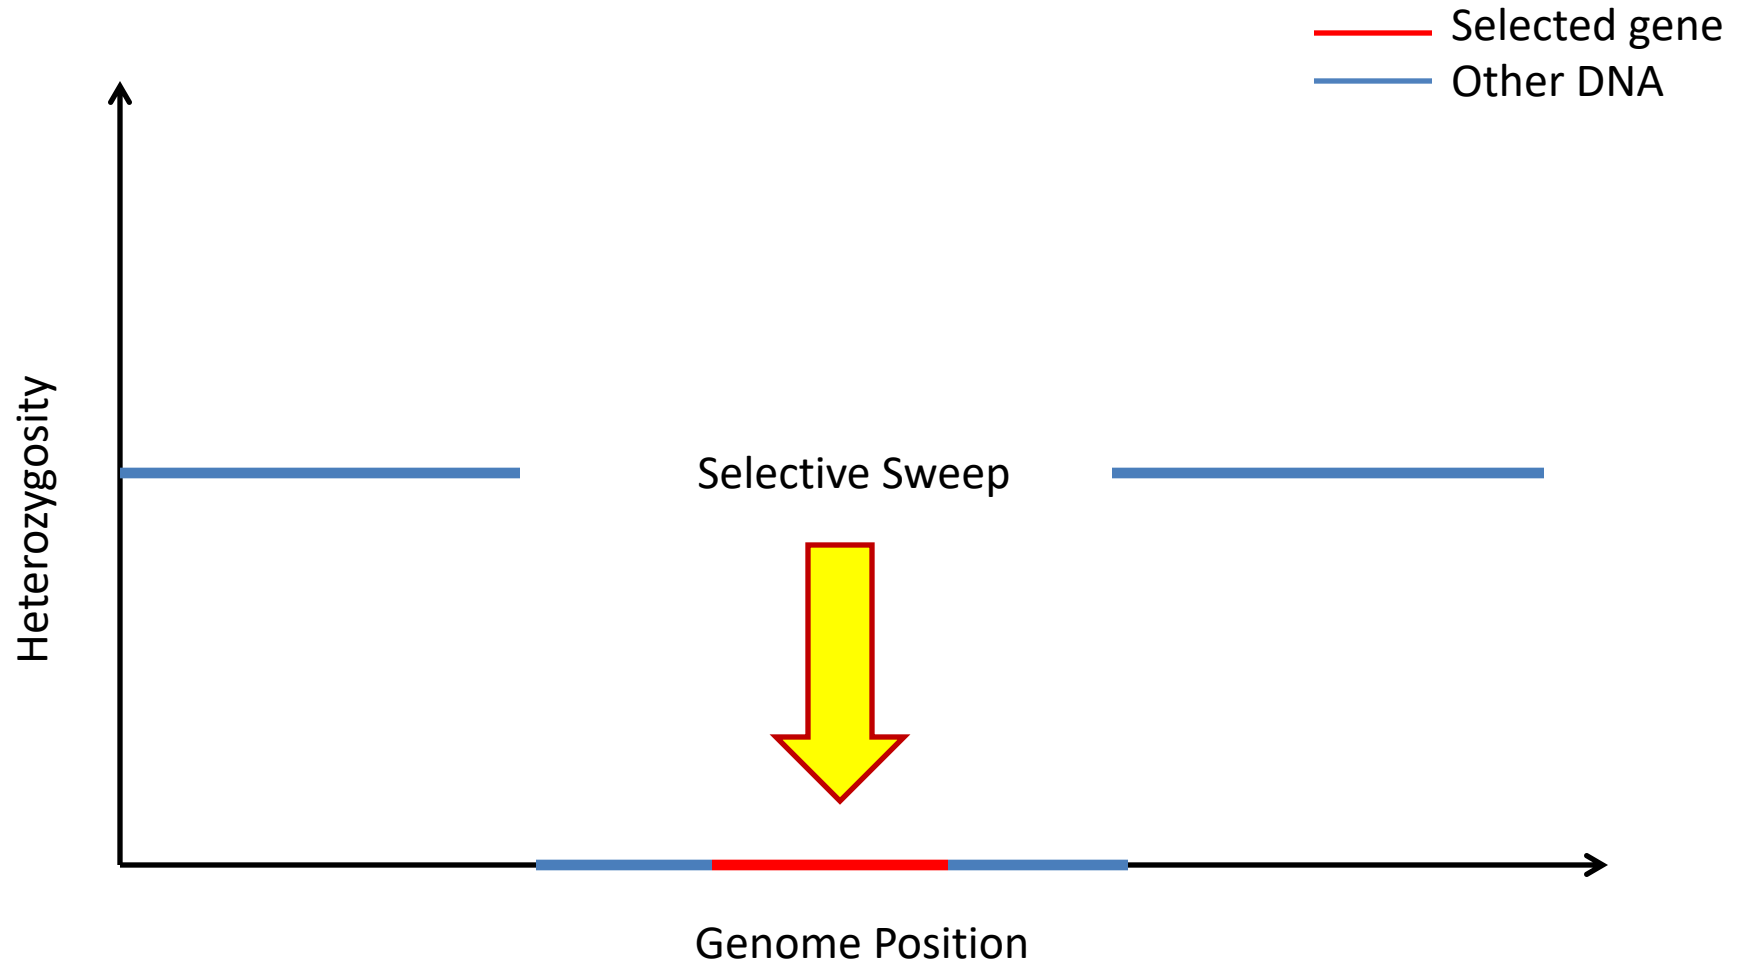 Selected gene
Other DNA
Heterozygosity
Selective Sweep
Genome Position